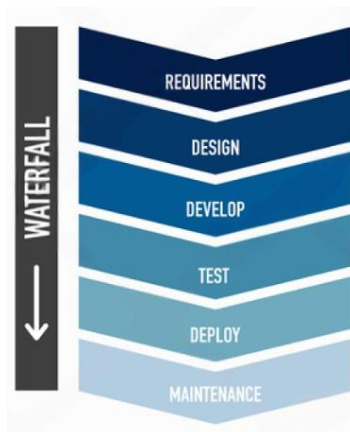 WATERFALL
REQUIREMENTS
DESIGN
DEVELOP
TEST
DEPLOY
MAINTENANCE